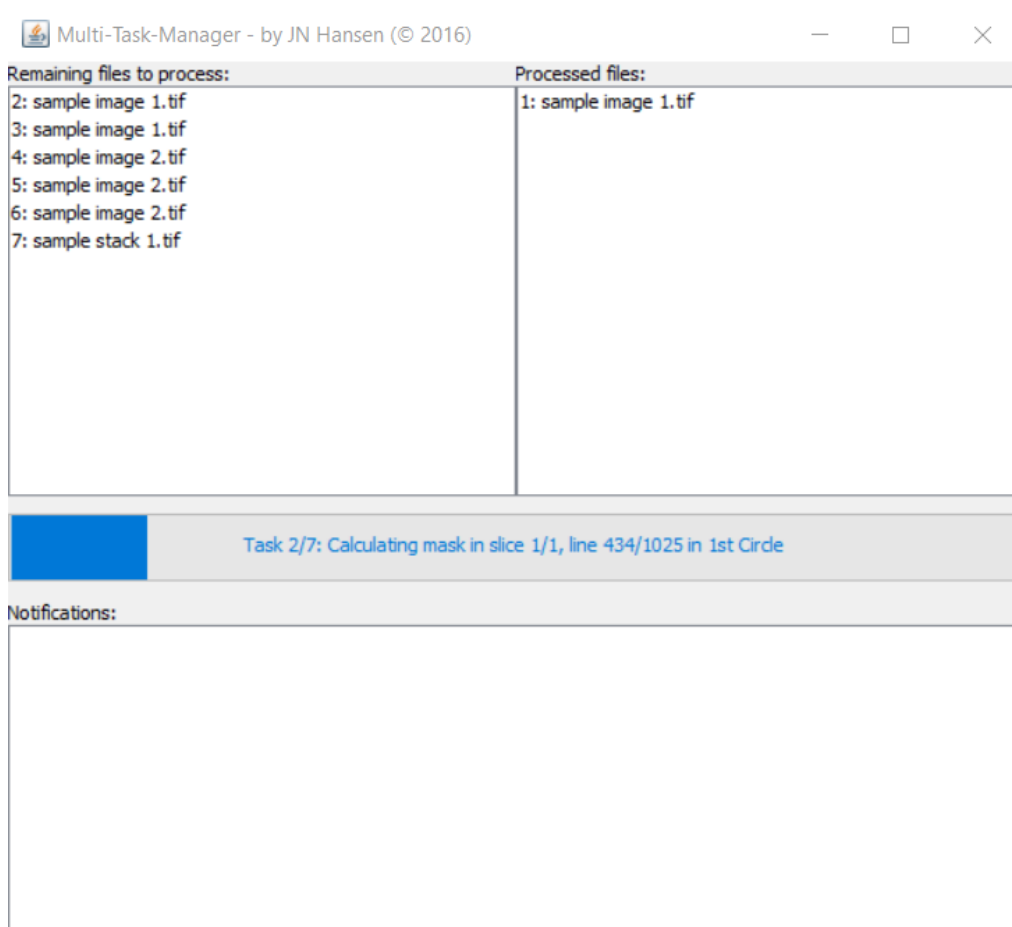 Multi-Task-Manager - by JN Hansen (© 2016)
Remaining files to process:
2: sample image 1.tif
3: sample image 1.tif
4: sample image 2.tif
5: sample image 2.tif
6: sample image 2.tif
7: sample stack 1.tif
Processed files:
1: sample image 1.tif
Task 2/7: Calculating mask in slice 1/1, line 434/1025 in 1st Circle
Notifications: